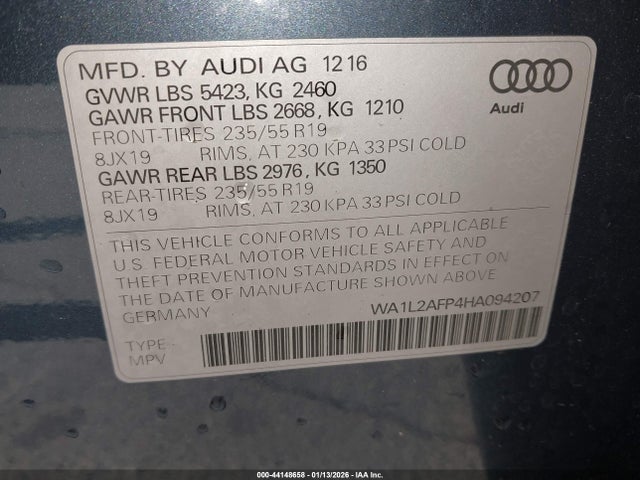 MFD. BY AUDI AG 12 16
GVWR LBS 5423, KG 2460
GAWR FRONT LBS 2668, KG 1210
FRONT-TIRES 235/55 R19
8JX19 RIMS, AT 230 KPA 33 PSI COLD
GAWR REAR LBS 2976, KG 1350
REAR-TIRES 235/55 R19
8JX19 RIMS, AT 230 KPA 33 PSI COLD
Audi
THIS VEHICLE CONFORMS TO ALL APPLICABLE
U.S. FEDERAL MOTOR VEHICLE SAFETY AND
THEFT PREVENTION STANDARDS IN EFFECT ON
THE DATE OF MANUFACTURE SHOWN ABOVE
GERMANY WA1L2AFP4HA094207
TYPE
MPV
000-44148658 - 01/13/2026 - IAA Inc.